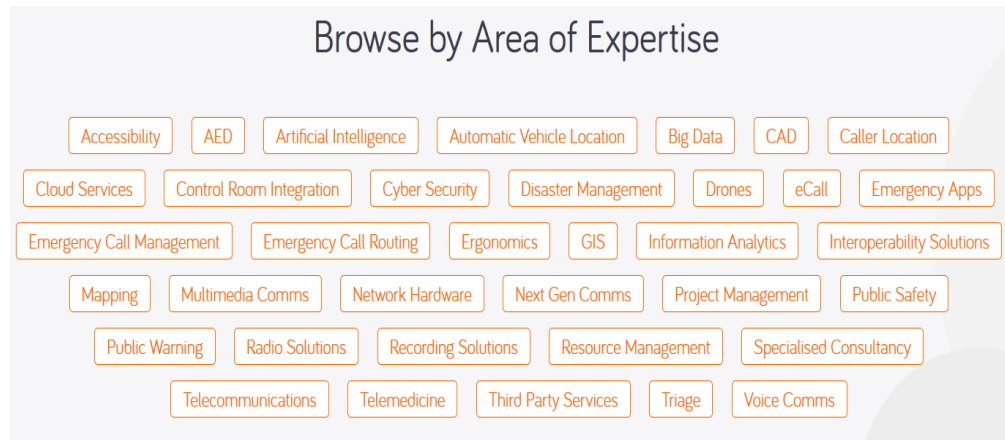 Browse by Area of Expertise
Accessibility AED Artificial Intelligence Automatic Vehicle Location Big Data CAD Caller Location
Cloud Services Control Room Integration Cyber Security Disaster Management Drones eCall Emergency Apps
Emergency Call Management Emergency Call Routing Ergonomics GIS Information Analytics Interoperability Solutions
Mapping Multimedia Comms Network Hardware Next Gen Comms Project Management Public Safety
Public Warning Radio Solutions Recording Solutions Resource Management Specialised Consultancy
Telecommunications Telemedicine Third Party Services Triage Voice Comms